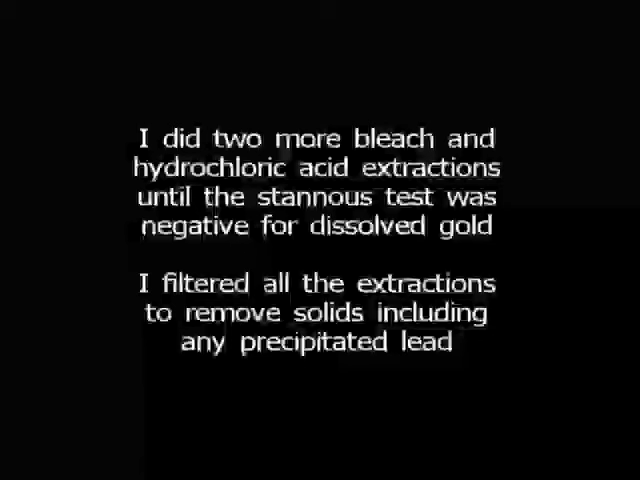 I did two more bleach and
hydrochloric acid extractions
until the stannous test was
negative for dissolved gold
I filtered all the extractions
to remove solids including
any precipitated lead